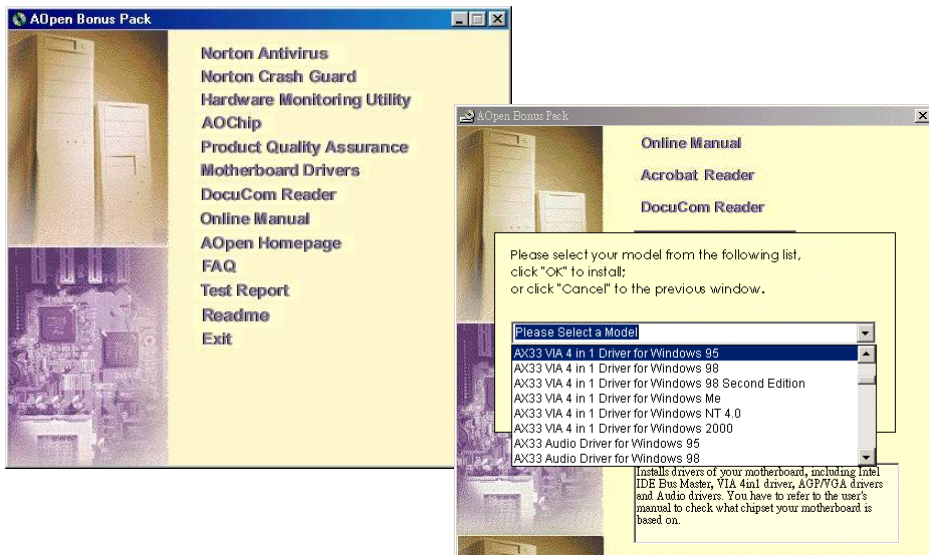 AOpen Bonus Pack
Norton Antivirus
Norton Crash Guard
Hardware Monitoring Utility
AOChip
Product Quality Assurance
Motherboard Drivers
DocuCom Reader
Online Manual
AOpen Homepage
FAQ
Test Report
Readme
Exit
AOpen Bonus Pack
Online Manual
Acrobat Reader
DocuCom Reader
Please select your model from the following list,
click "OK" to install;
or click "Cancel" to the previous window.
Please Select a Model
AX33 VIA 4 in 1 Driver for Windows 95
AX33 VIA 4 in 1 Driver for Windows 98
AX33 VIA 4 in 1 Driver for Windows 98 Second Edition
AX33 VIA 4 in 1 Driver for Windows Me
AX33 VIA 4 in 1 Driver for Windows NT 4.0
AX33 VIA 4 in 1 Driver for Windows 2000
AX33 Audio Driver for Windows 95
AX33 Audio Driver for Windows 98
Installs drivers of your motherboard, including Intel
IDE Bus Master, VIA 4in1 driver, AGP/VGA drivers
and Audio drivers. You have to refer to the user's
manual to check what chipset your motherboard is
based on.